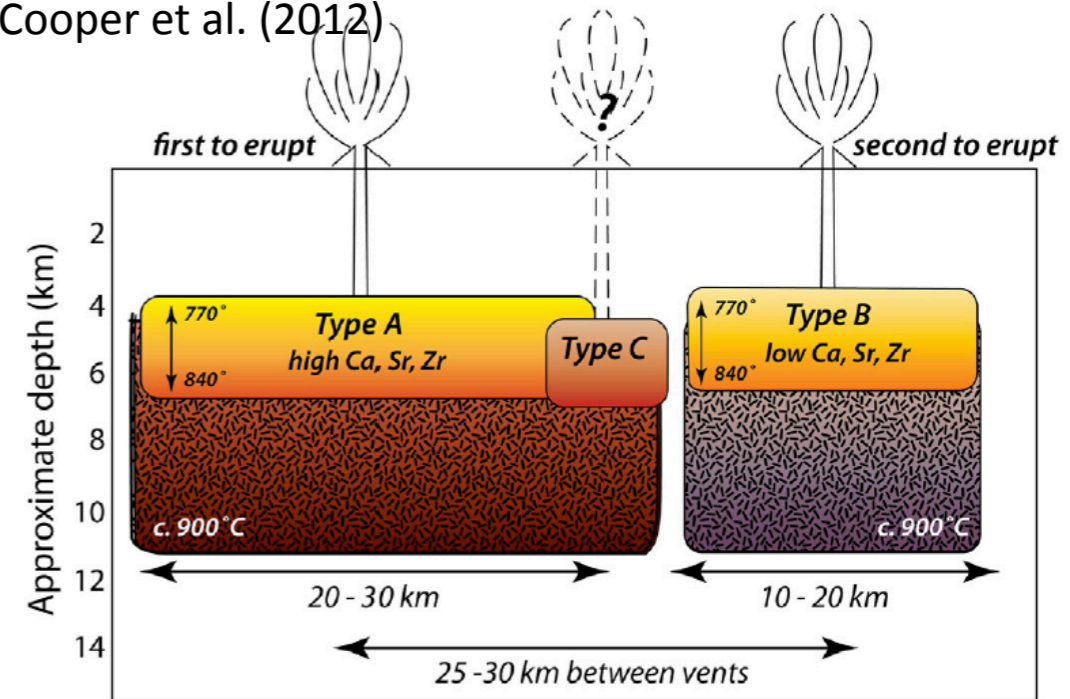 Cooper et al. (2012)
?
first to erupt
second to erupt
Approximate depth (km)
2
4
6
8
10
12
14
770°
Type A
high Ca, Sr, Zr
840°
Type C
770°
Type B
low Ca, Sr, Zr
840°
c. 900°C
c. 900°C
20 - 30 km
10 - 20 km
25 -30 km between vents